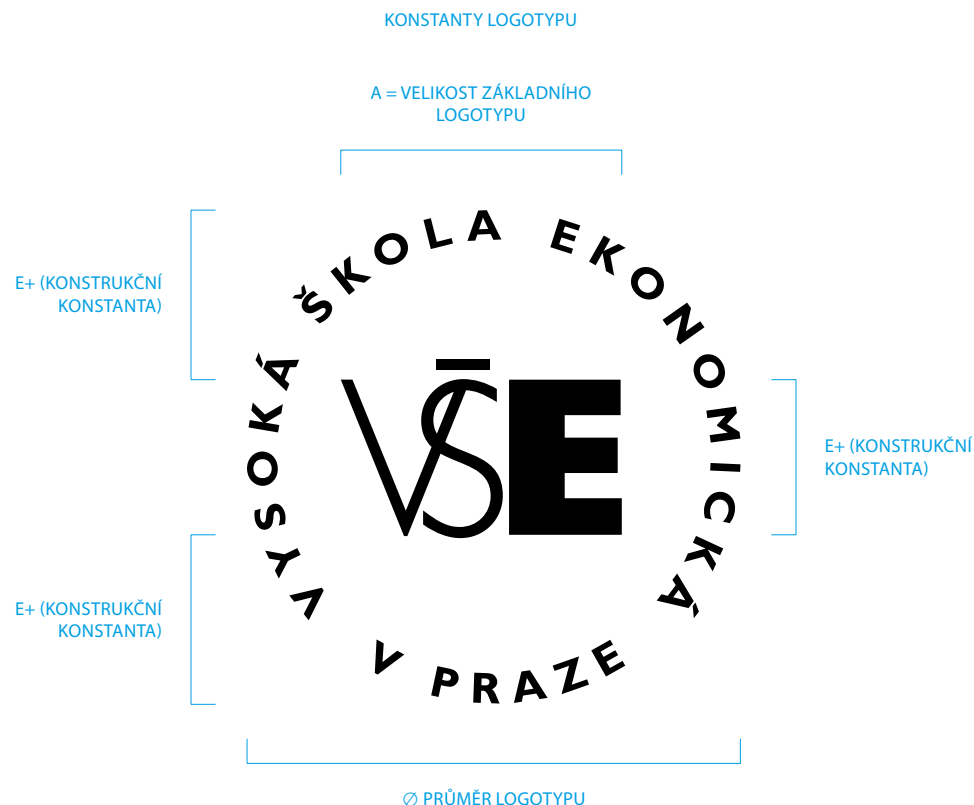 KONSTANTY LOGOTYPU
A = VELIKOST ZÁKLADNÍHO
LOGOTYPU
VYSOKÁ ŠKOLA EKONOMICKÁ
V PRAZE
VŠE
E+ (KONSTRUKČNÍ
KONSTANTA)
E+ (KONSTRUKČNÍ
KONSTANTA)
E+ (KONSTRUKČNÍ
KONSTANTA)
∅ PRŮMĚR LOGOTYPU